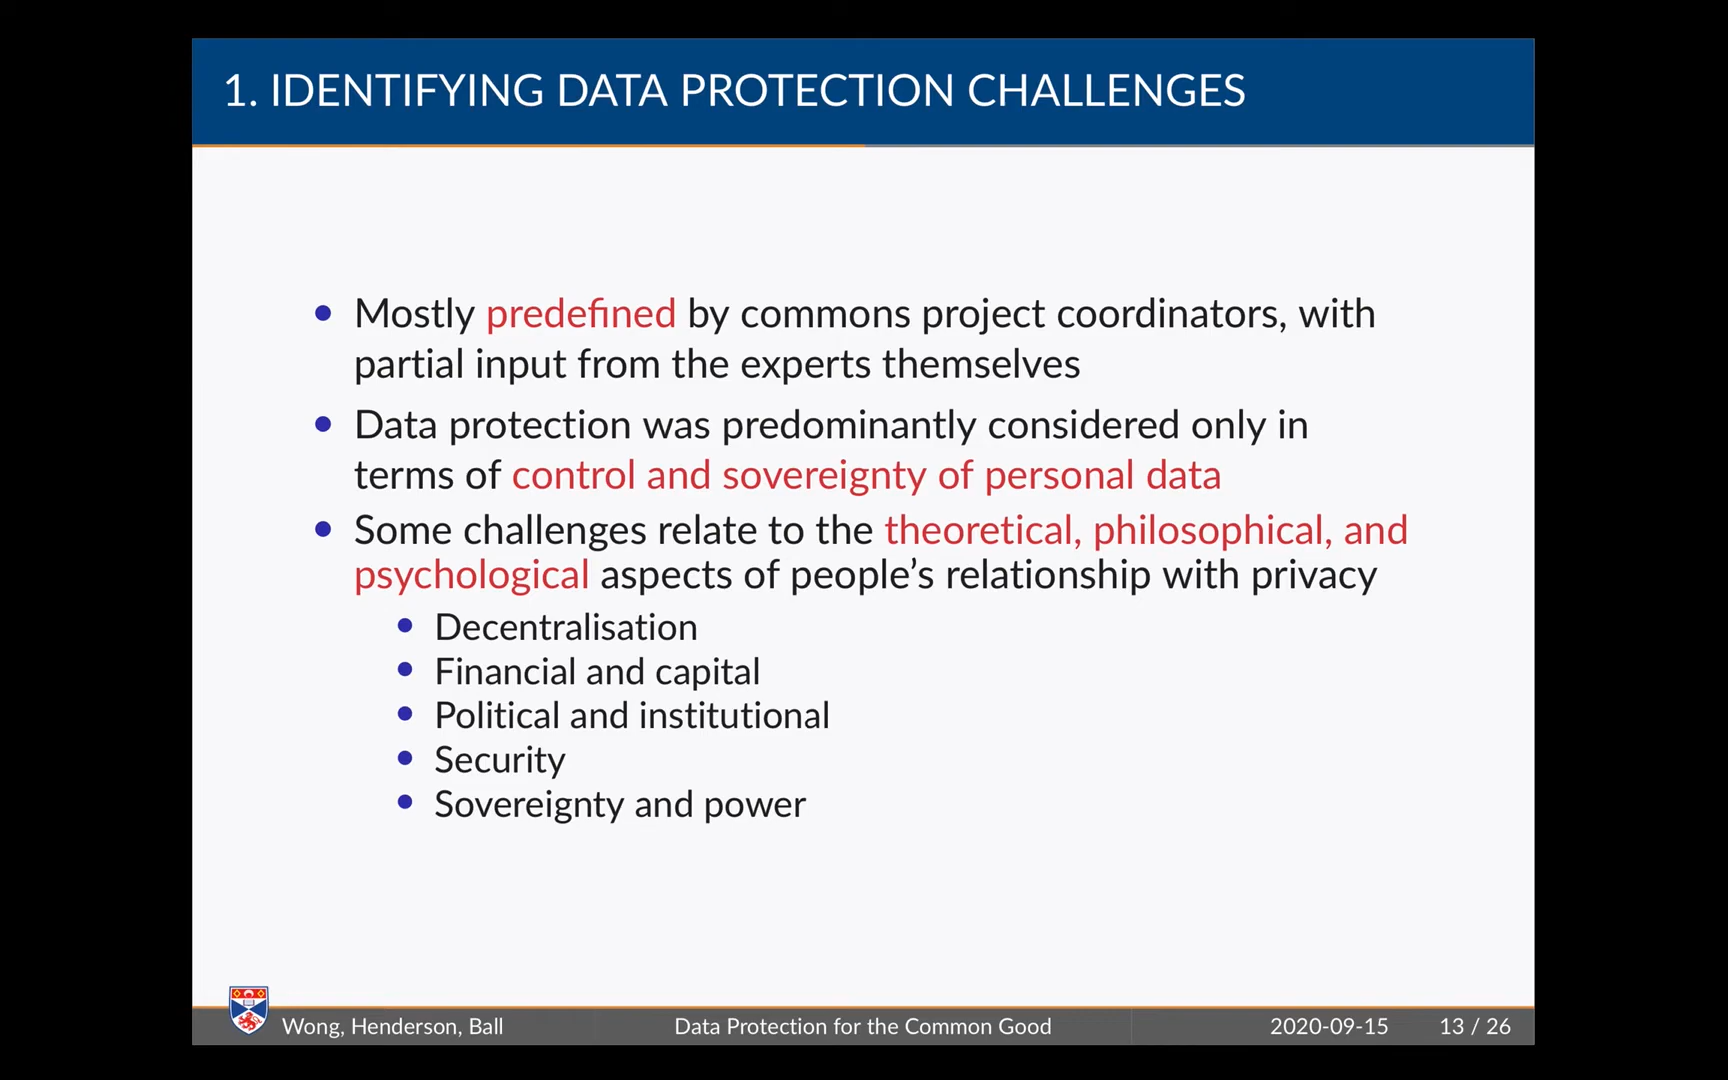 1. IDENTIFYING DATA PROTECTION CHALLENGES
• Mostly predefined by commons project coordinators, with
partial input from the experts themselves
• Data protection was predominantly considered only in
terms of control and sovereignty of personal data
• Some challenges relate to the theoretical, philosophical, and
psychological aspects of people’s relationship with privacy
• Decentralisation
• Financial and capital
• Political and institutional
• Security
• Sovereignty and power
Wong, Henderson, Ball Data Protection for the Common Good 2020-09-15 13 / 26